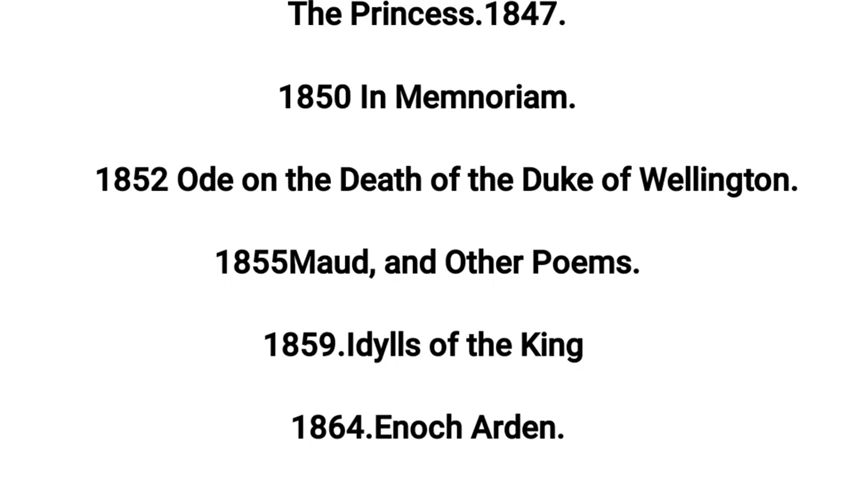 The Princess.1847.
1850 In Memnoriam.
1852 Ode on the Death of the Duke of Wellington.
1855Maud, and Other Poems.
1859.Idylls of the King
1864.Enoch Arden.